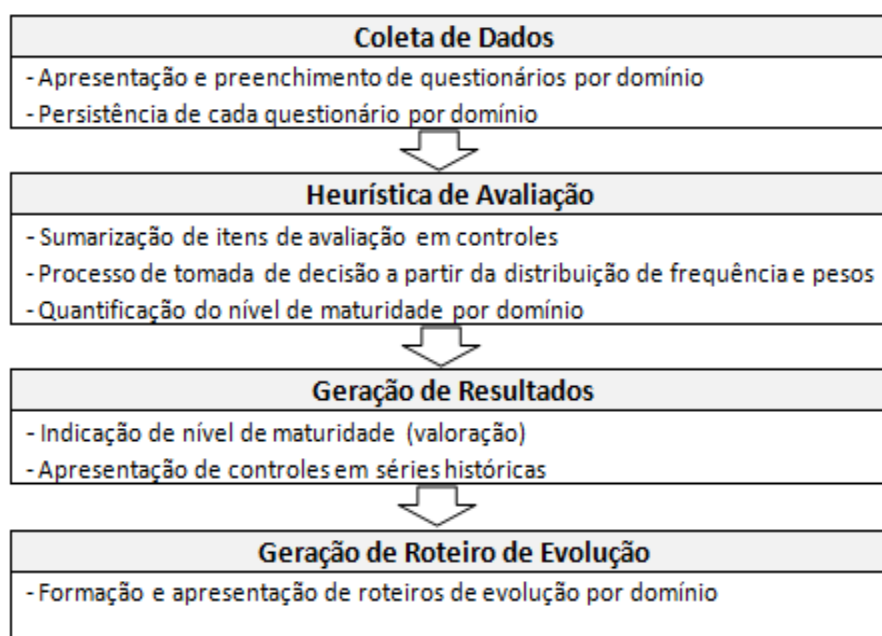 Coleta de Dados
- Apresentação e preenchimento de questionários por domínio
- Persistência de cada questionário por domínio
Heurística de Avaliação
- Sumarização de itens de avaliação em controles
- Processo de tomada de decisão a partir da distribuição de frequência e pesos
- Quantificação do nível de maturidade por domínio
Geração de Resultados
- Indicação de nível de maturidade (valoração)
- Apresentação de controles em séries históricas
Geração de Roteiro de Evolução
- Formação e apresentação de roteiros de evolução por domínio